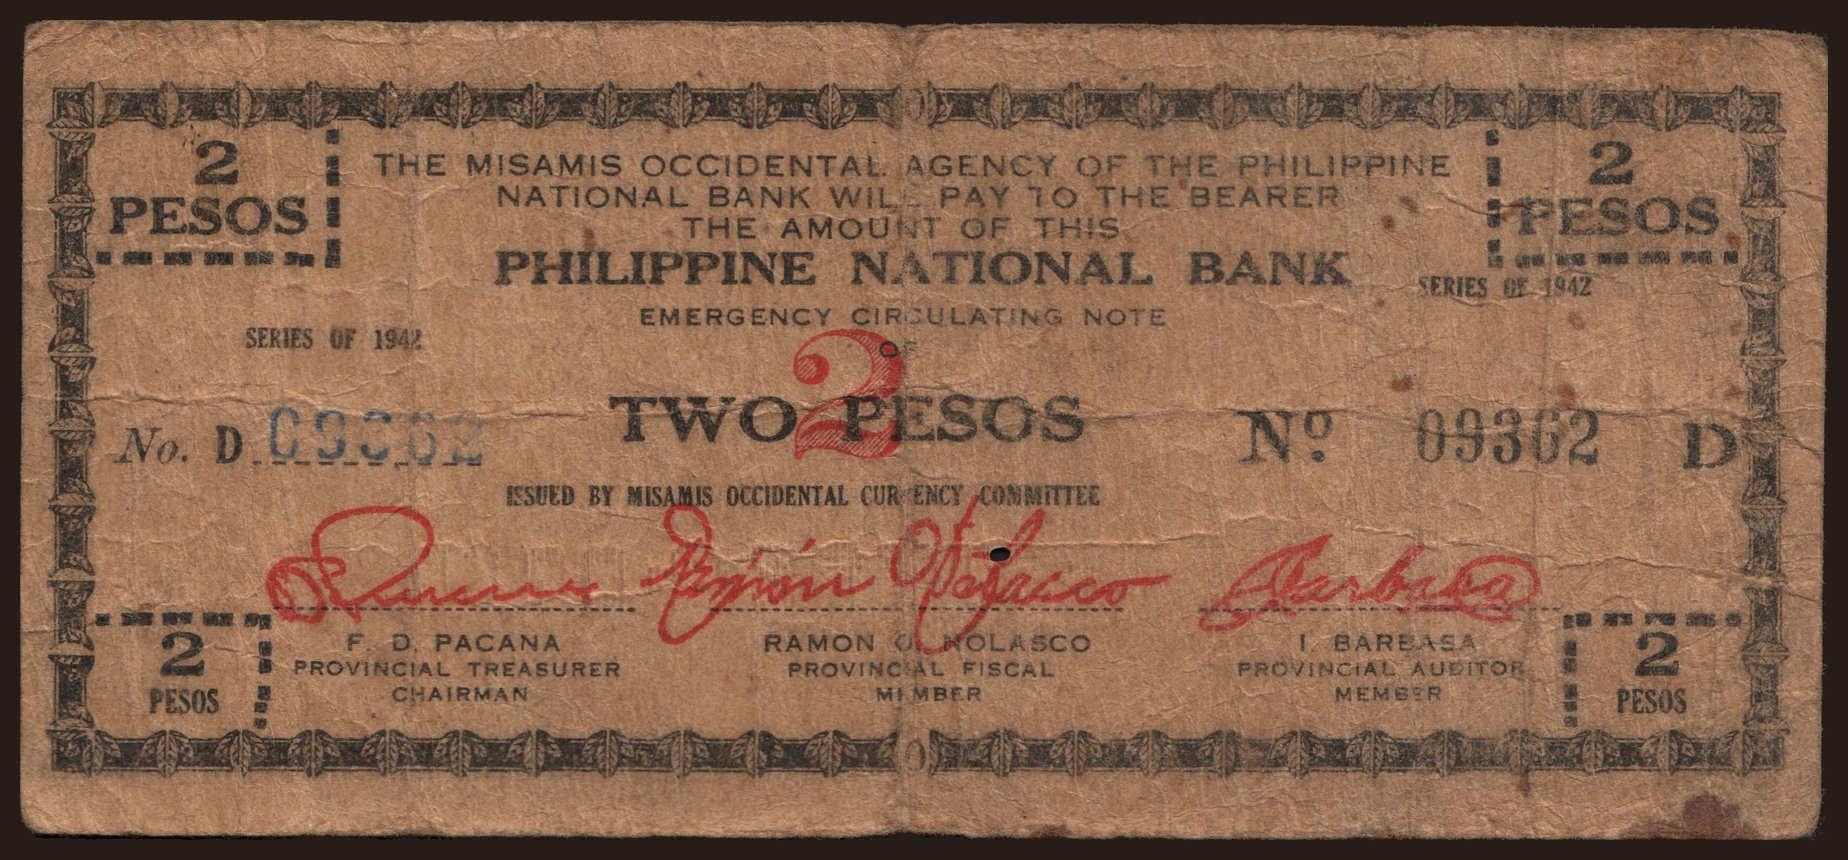 2
PESOS
THE MISAMIS OCCIDENTAL AGENCY OF THE PHILIPPINE
NATIONAL BANK WILL PAY TO THE BEARER
THE AMOUNT OF THIS
PHILIPPINE NATIONAL BANK
EMERGENCY CIRCULATING NOTE
OF
2
TWO PESOS
2
PESOS
SERIES OF 1942
SERIES OF 1942
No. D 09362
Nº 09362 D
ISSUED BY MISAMIS OCCIDENTAL CURRENCY COMMITTEE
F. D. PACANA
PROVINCIAL TREASURER
CHAIRMAN
RAMON O. NOLASCO
PROVINCIAL FISCAL
MEMBER
I. BARBASA
PROVINCIAL AUDITOR
MEMBER
2
PESOS
2
PESOS